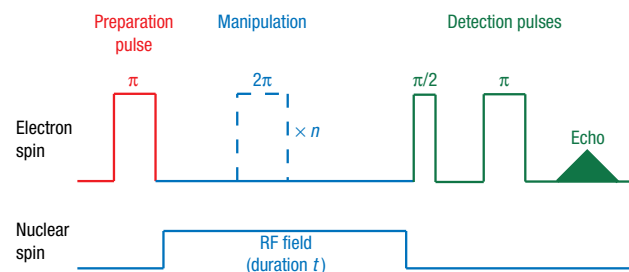 Preparation
pulse
Manipulation
Detection pulses
π
2π
π/2
π
× n
Electron
spin
Echo
Nuclear
spin
RF field
(duration t)